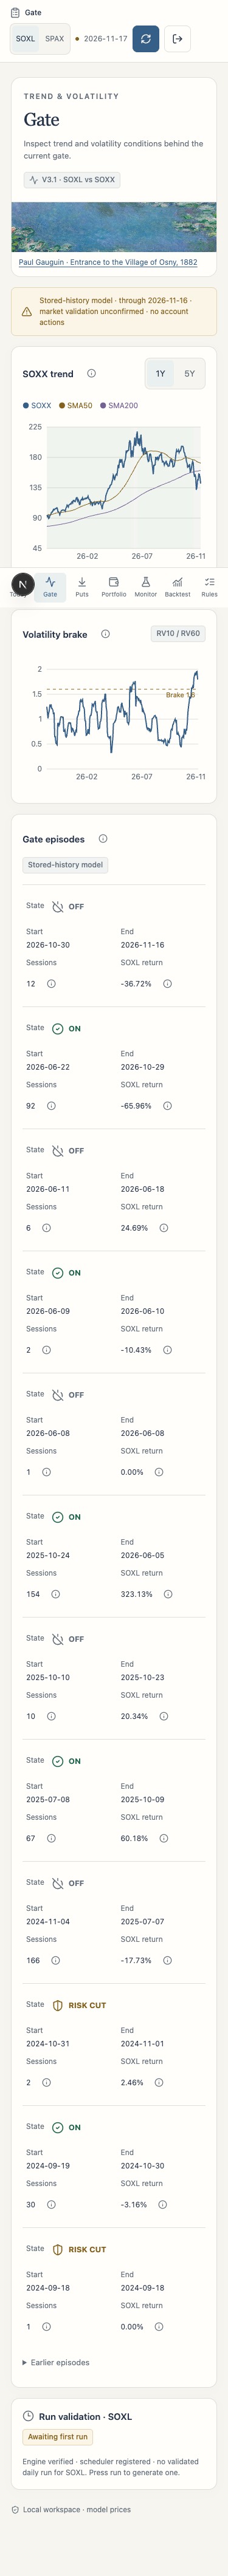 Gate
SOXL SPAX 2026-11-17
TREND & VOLATILITY
Gate
Inspect trend and volatility conditions behind the
current gate.
V3.1 · SOXL vs SOXX
Paul Gauguin · Entrance to the Village of Osny, 1882
Stored-history model · through 2026-11-16 ·
market validation unconfirmed · no account
actions
SOXX trend
1Y 5Y
SOXX SMA50 SMA200
225
180
135
90
45
26-02 26-07 26-11
N
Gate Puts Portfolio Monitor Backtest Rules
Volatility brake
RV10 / RV60
2
1.5
1
0.5
0
26-02 26-07 26-11
Gate episodes
Stored-history model
State OFF
Start End
2026-10-30 2026-11-16
Sessions SOXL return
12 -36.72%
State ON
Start End
2026-06-22 2026-10-29
Sessions SOXL return
92 -65.96%
State OFF
Start End
2026-06-11 2026-06-18
Sessions SOXL return
6 24.69%
State ON
Start End
2026-06-09 2026-06-10
Sessions SOXL return
2 -10.43%
State OFF
Start End
2026-06-08 2026-06-08
Sessions SOXL return
1 0.00%
State ON
Start End
2025-10-24 2026-06-05
Sessions SOXL return
154 323.13%
State OFF
Start End
2025-10-10 2025-10-23
Sessions SOXL return
10 20.34%
State ON
Start End
2025-07-08 2025-10-09
Sessions SOXL return
67 60.18%
State OFF
Start End
2024-11-04 2025-07-07
Sessions SOXL return
166 -17.73%
State RISK CUT
Start End
2024-10-31 2024-11-01
Sessions SOXL return
2 2.46%
State ON
Start End
2024-09-19 2024-10-30
Sessions SOXL return
30 -3.16%
State RISK CUT
Start End
2024-09-18 2024-09-18
Sessions SOXL return
1 0.00%
Earlier episodes
Run validation · SOXL
Awaiting first run
Engine verified · scheduler registered · no validated
daily run for SOXL. Press run to generate one.
Local workspace · model prices